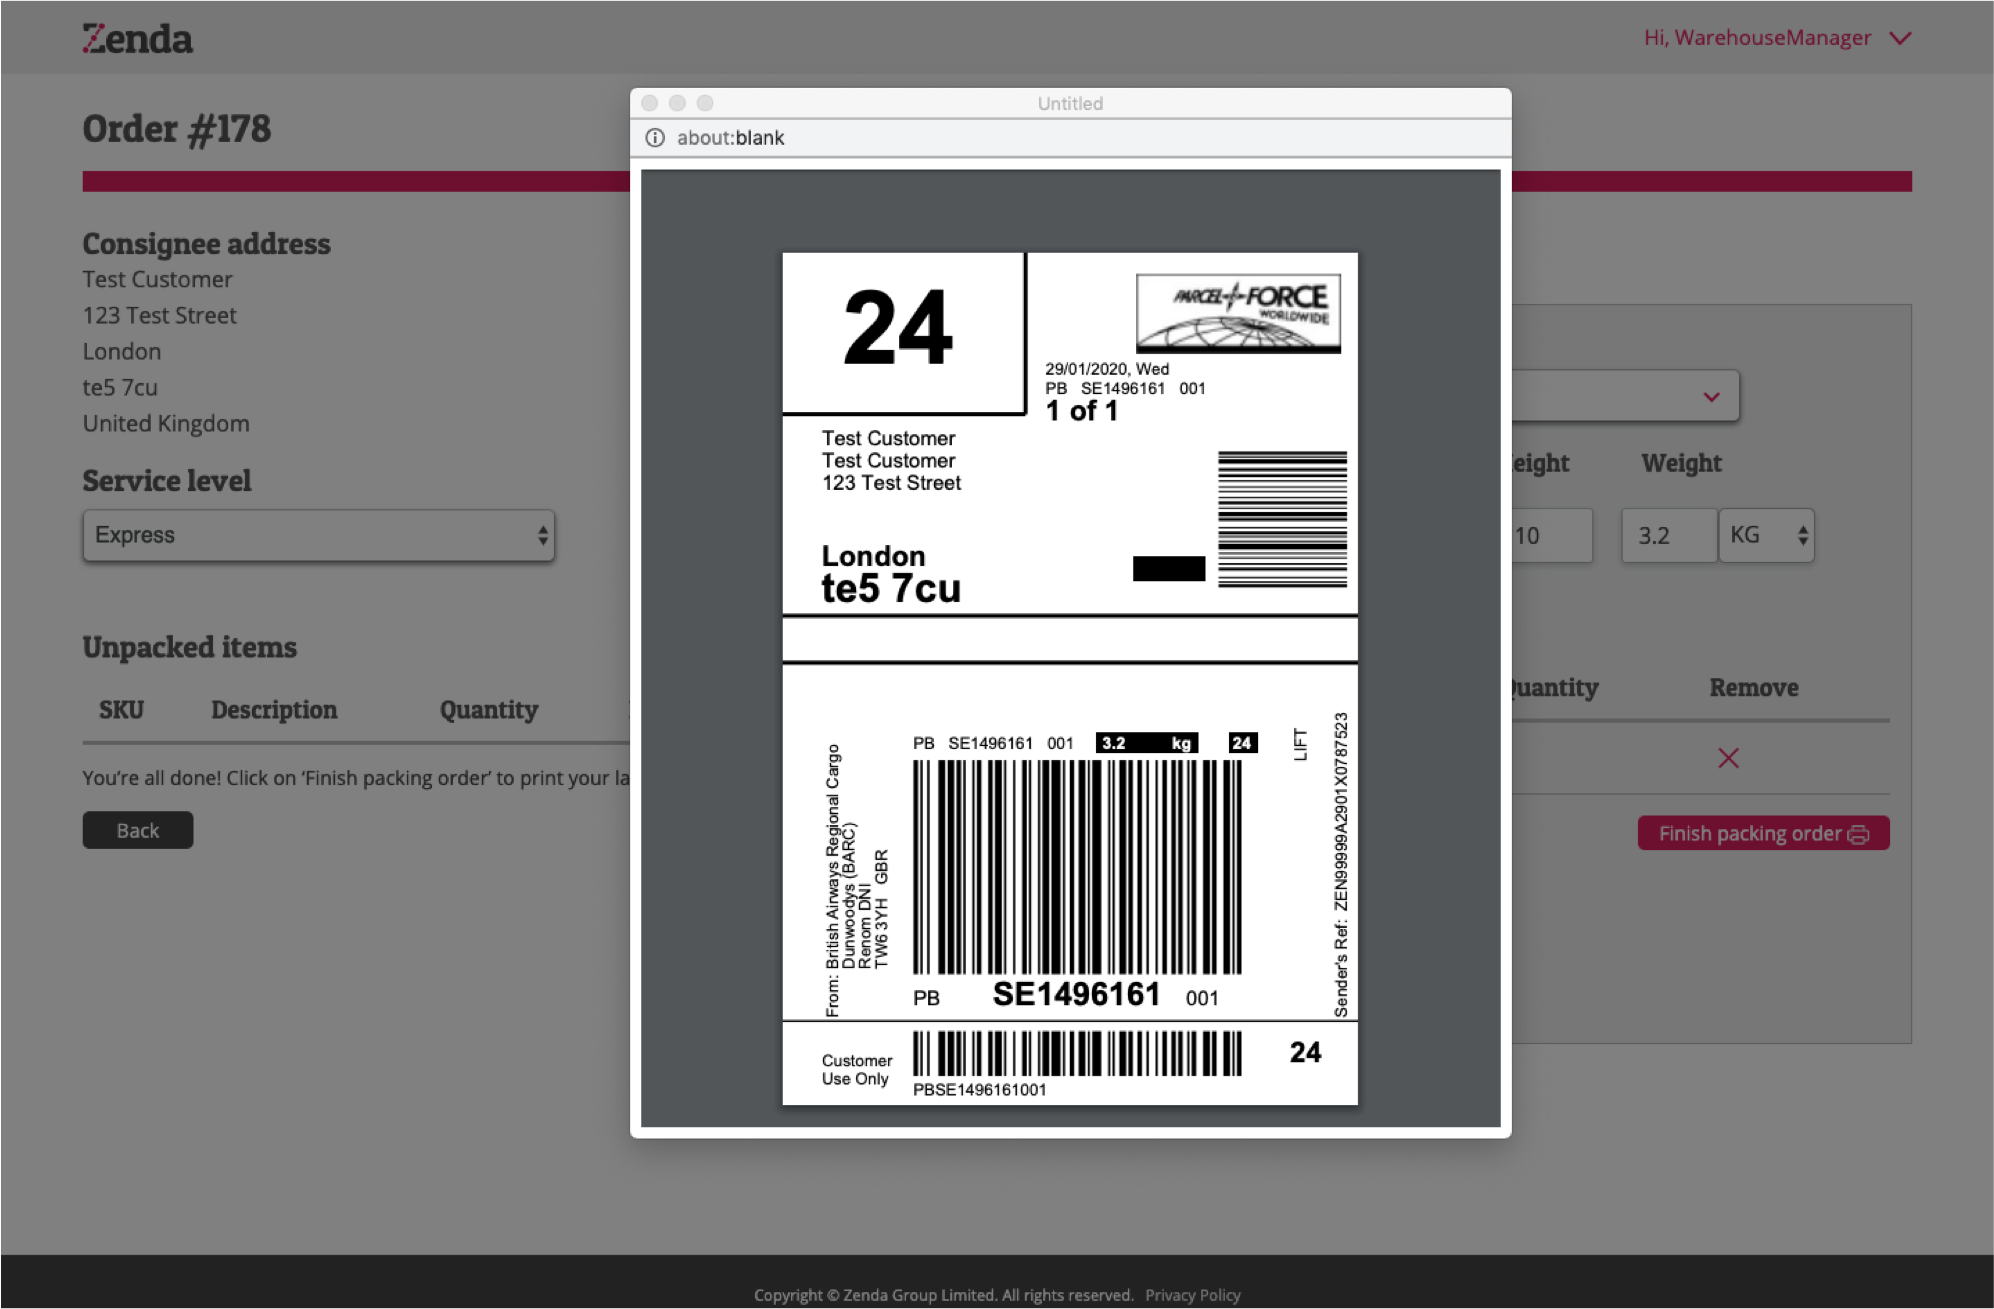 Zenda
Hi, WarehouseManager
Order #178
Consignee address
Test Customer
123 Test Street
London
te5 7cu
United Kingdom
Service level
Express
Unpacked items
SKU Description Quantity
You're all done! Click on 'Finish packing order' to print your la
Back
Untitled
about:blank
24
PARCEL FORCE
WORLDWIDE
29/01/2020, Wed
PB SE1496161 001
1 of 1
Test Customer
Test Customer
123 Test Street
London
te5 7cu
PB SE1496161 001 3.2 kg 24
LIFT
From: British Airways Regional Cargo
Dunwoodys (BARC)
Renom DNI
TW6 3YH GBR
Sender's Ref: ZEN99999A2901X0787523
PB SE1496161 001
Customer
Use Only
PBSE1496161001
24
eight Weight
10 3.2 KG
Quantity Remove
Finish packing order
Copyright © Zenda Group Limited. All rights reserved. Privacy Policy